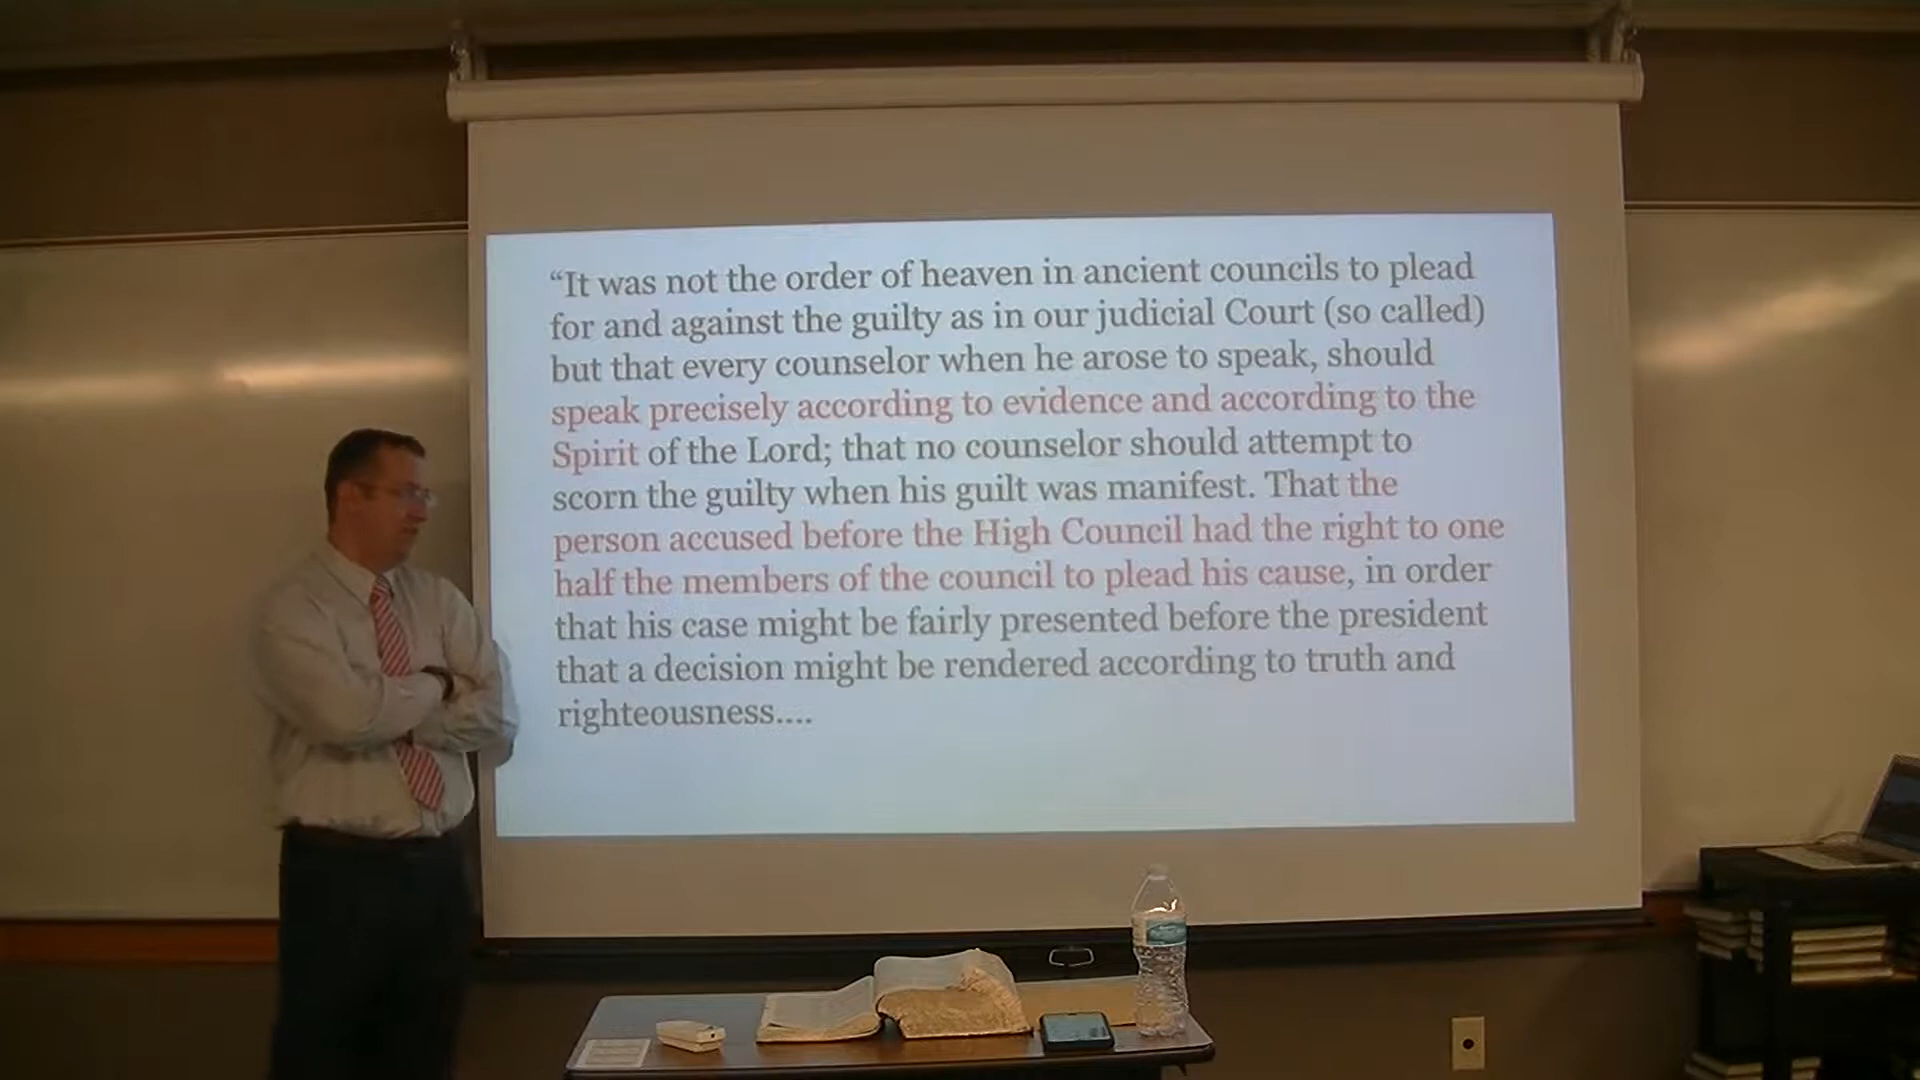 “It was not the order of heaven in ancient councils to plead
for and against the guilty as in our judicial Court (so called)
but that every counselor when he arose to speak, should
speak precisely according to evidence and according to the
Spirit of the Lord; that no counselor should attempt to
scorn the guilty when his guilt was manifest. That the
person accused before the High Council had the right to one
half the members of the council to plead his cause, in order
that his case might be fairly presented before the president
that a decision might be rendered according to truth and
righteousness....